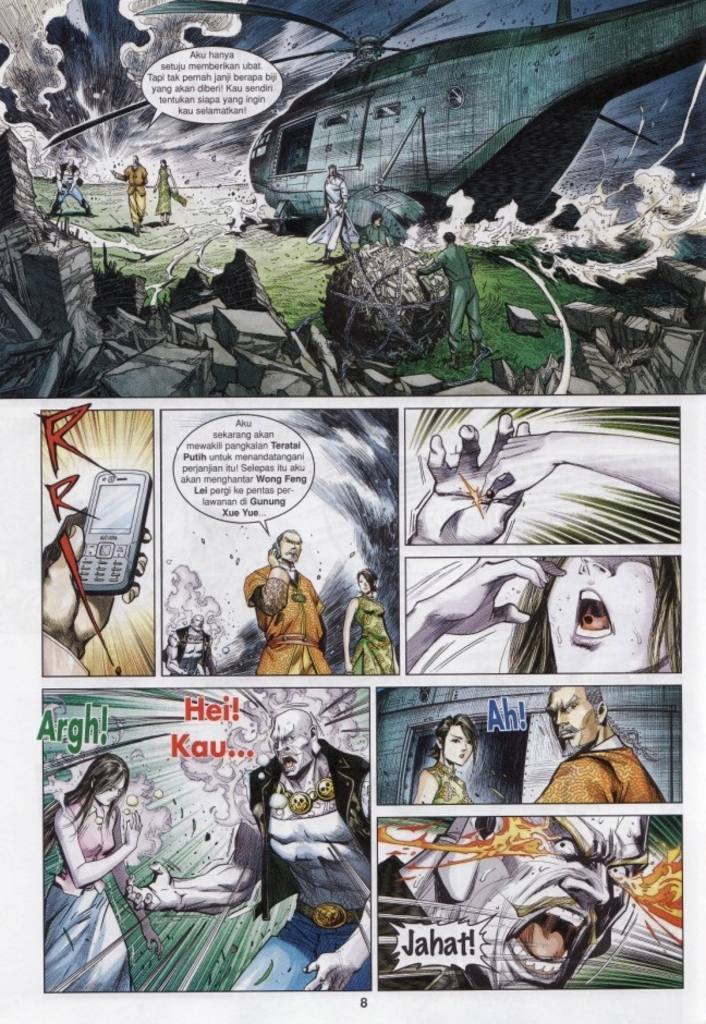 Aku hanya
setuju memberikan ubat.
Tapi tak pernah janji berapa biji
yang akan diberi! Kau sendiri
tentukan siapa yang ingin
kau selamatkan!
R
R
R
Aku
sekarang akan
mewakili pangkalan Teratai
Putih untuk menandatangani
perjanjian itu! Selepas itu aku
akan menghantar Wong Feng
Lei pergi ke pentas per-
lawanan di Gunung
Xue Yue...
Argh!
Hei!
Kau...
Ah!
Jahat!
8